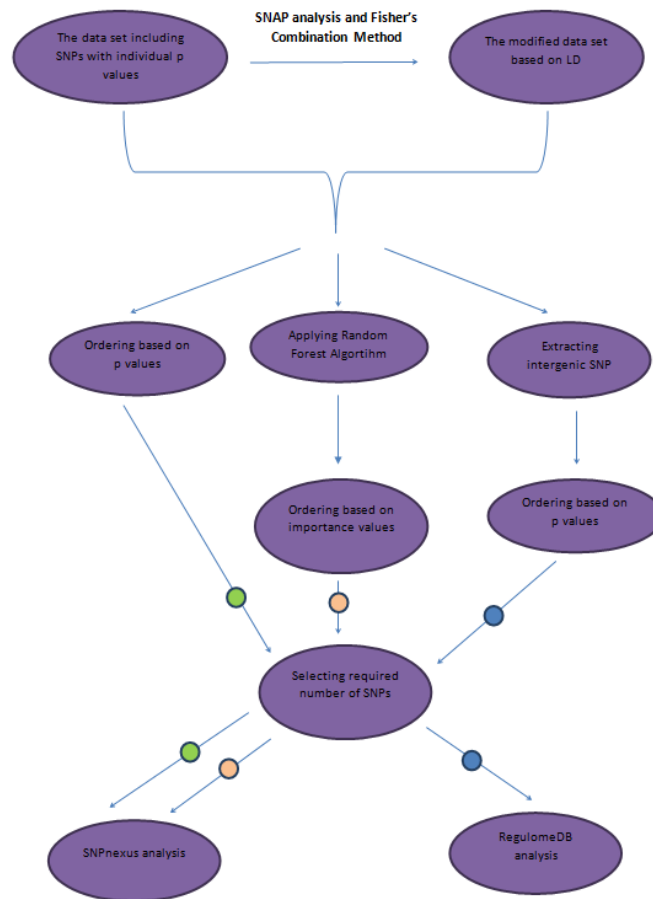 SNAP analysis and Fisher's
Combination Method
The data set including
SNPs with individual p
values
The modified data set
based on LD
Ordering based on
p values
Applying Random
Forest Algortihm
Extracting
intergenic SNP
Ordering based on
importance values
Ordering based on
p values
Selecting required
number of SNPs
SNPnexus analysis
RegulomeDB
analysis